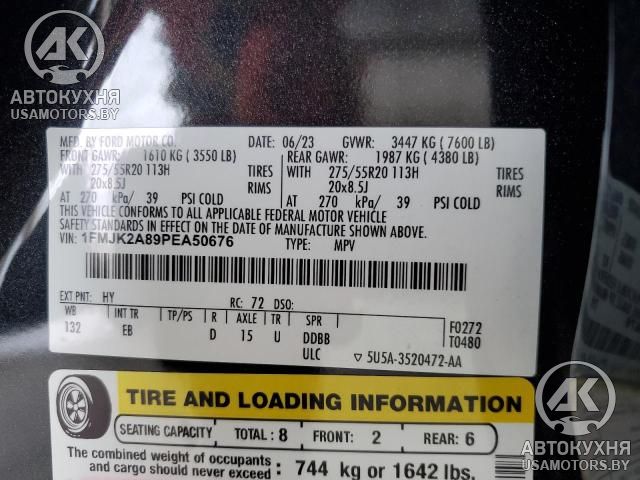 АК
АВТОКУХНЯ
USAMOTORS.BY
MFD. BY FORD MOTOR CO. DATE: 06/23 GVWR: 3447 KG ( 7600 LB)
FRONT GAWR: 1610 KG ( 3550 LB) REAR GAWR: 1987 KG ( 4380 LB)
WITH 275/55R20 113H TIRES WITH 275/55R20 113H TIRES
20x8.5J RIMS 20x8.5J RIMS
AT 270 kPa/ 39 PSI COLD AT 270 kPa/ 39 PSI COLD
THIS VEHICLE CONFORMS TO ALL APPLICABLE FEDERAL MOTOR VEHICLE
SAFETY STANDARDS IN EFFECT ON THE DATE OF MANUFACTURE SHOWN ABOVE.
VIN: 1FMJK2A89PEA50676 TYPE: MPV
EXT PNT: HY RC: 72 DSO:
WB INT TR TP/PS R AXLE TR SPR F0272
132 EB D 15 U DDBB T0480
ULC ▽ 5U5A-3520472-AA
TIRE AND LOADING INFORMATION
SEATING CAPACITY TOTAL : 8 FRONT: 2 REAR: 6
The combined weight of occupants
and cargo should never exceed : 744 kg or 1642 lbs.
АК
АВТОКУХНЯ
USAMOTORS.BY